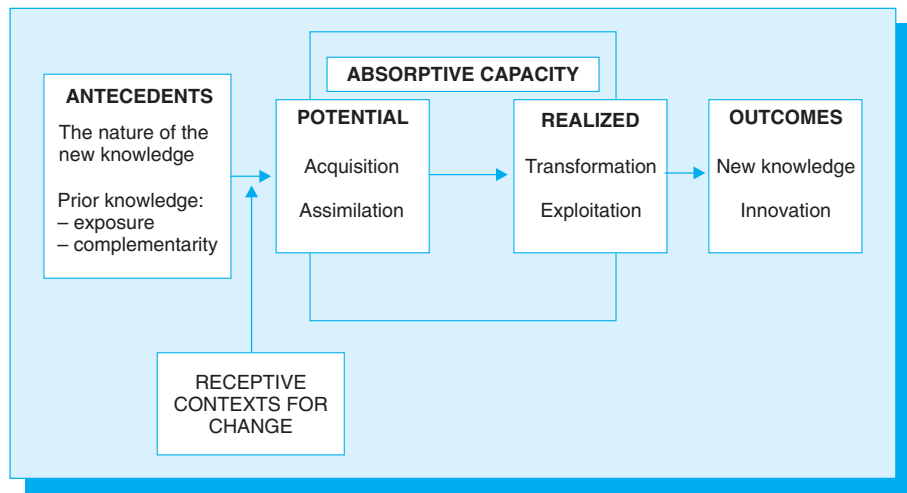 ABSORPTIVE CAPACITY
ANTECEDENTS
The nature of the
new knowledge
Prior knowledge:
– exposure
– complementarity
POTENTIAL
Acquisition
Assimilation
REALIZED
Transformation
Exploitation
OUTCOMES
New knowledge
Innovation
RECEPTIVE
CONTEXTS FOR
CHANGE